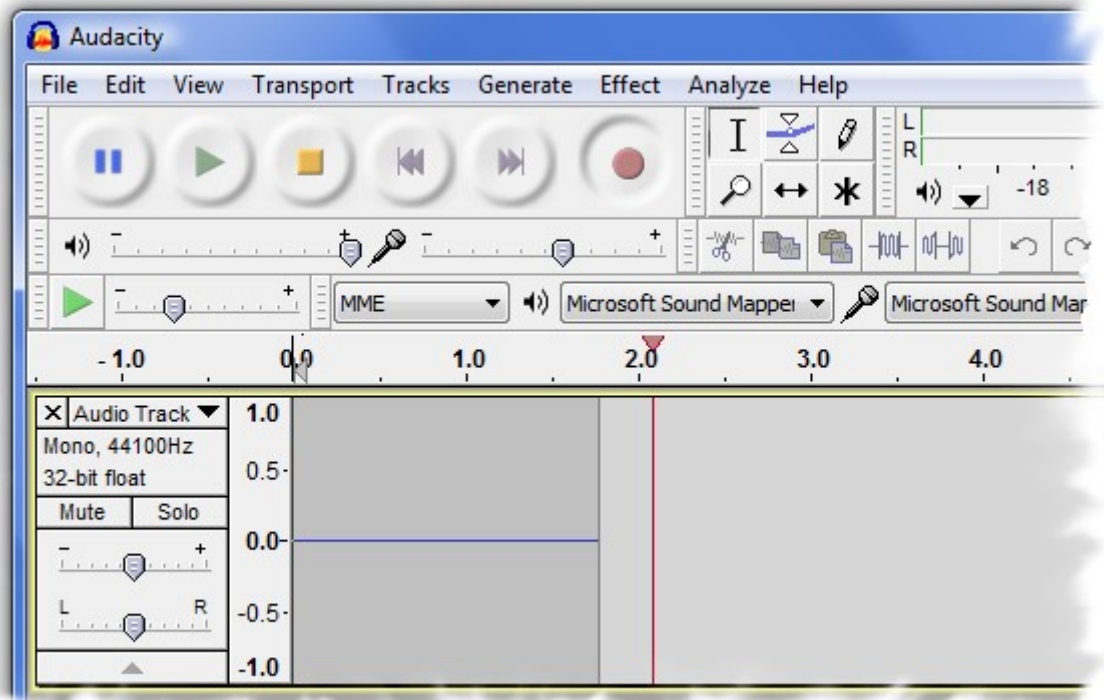 Audacity
File Edit View Transport Tracks Generate Effect Analyze Help
L
R
-18
- +
- +
- +
MME
Microsoft Sound Mapper
Microsoft Sound Map
- 1.0 0.0 1.0 2.0 3.0 4.0
X Audio Track
Mono, 44100Hz
32-bit float
Mute Solo
- +
L R
1.0
0.5
0.0
-0.5
-1.0